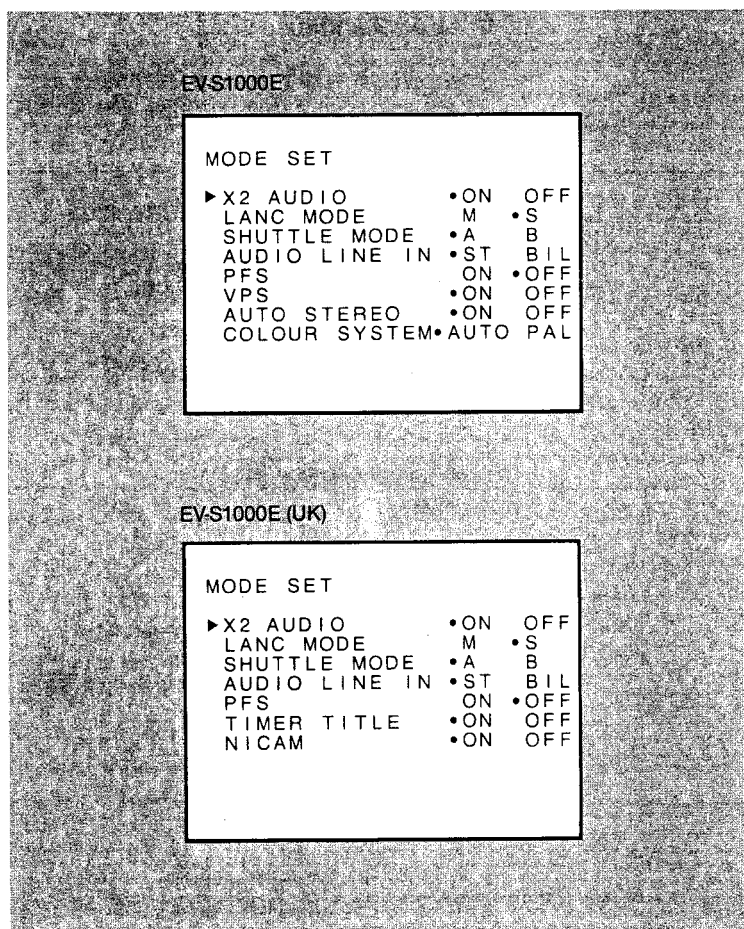 EV-S1000E
MODE SET
▶X2 AUDIO •ON OFF
LANC MODE M •S
SHUTTLE MODE •A B
AUDIO LINE IN •ST BIL
PFS ON •OFF
VPS •ON OFF
AUTO STEREO •ON OFF
COLOUR SYSTEM•AUTO PAL
EV-S1000E (UK)
MODE SET
▶X2 AUDIO •ON OFF
LANC MODE M •S
SHUTTLE MODE •A B
AUDIO LINE IN •ST BIL
PFS ON •OFF
TIMER TITLE •ON OFF
NICAM •ON OFF